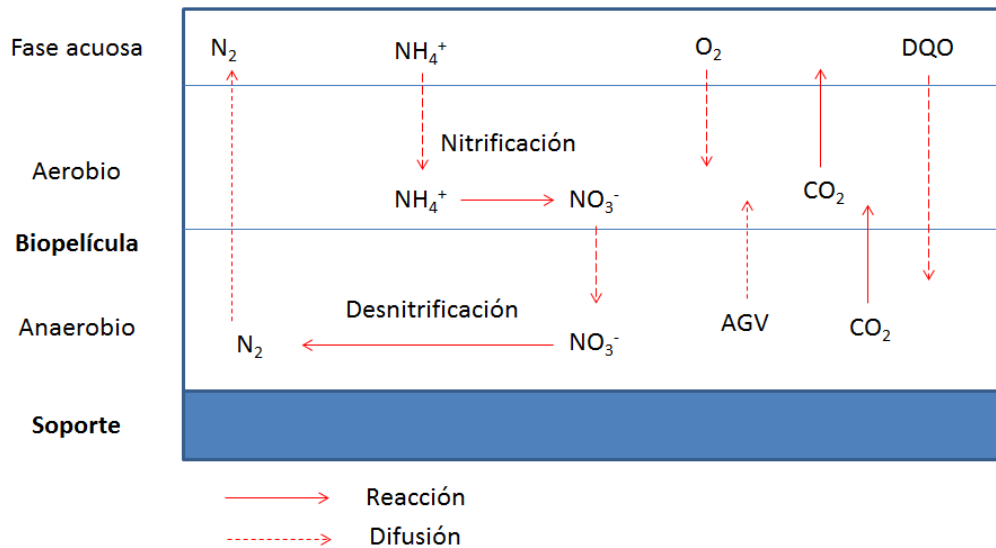 Fase acuosa
N₂
NH₄⁺
O₂
DQO
Nitrificación
Aerobio
NH₄⁺
NO₃⁻
CO₂
Biopelícula
Desnitrificación
Anaerobio
N₂
NO₃⁻
AGV
CO₂
Soporte
Reacción
Difusión